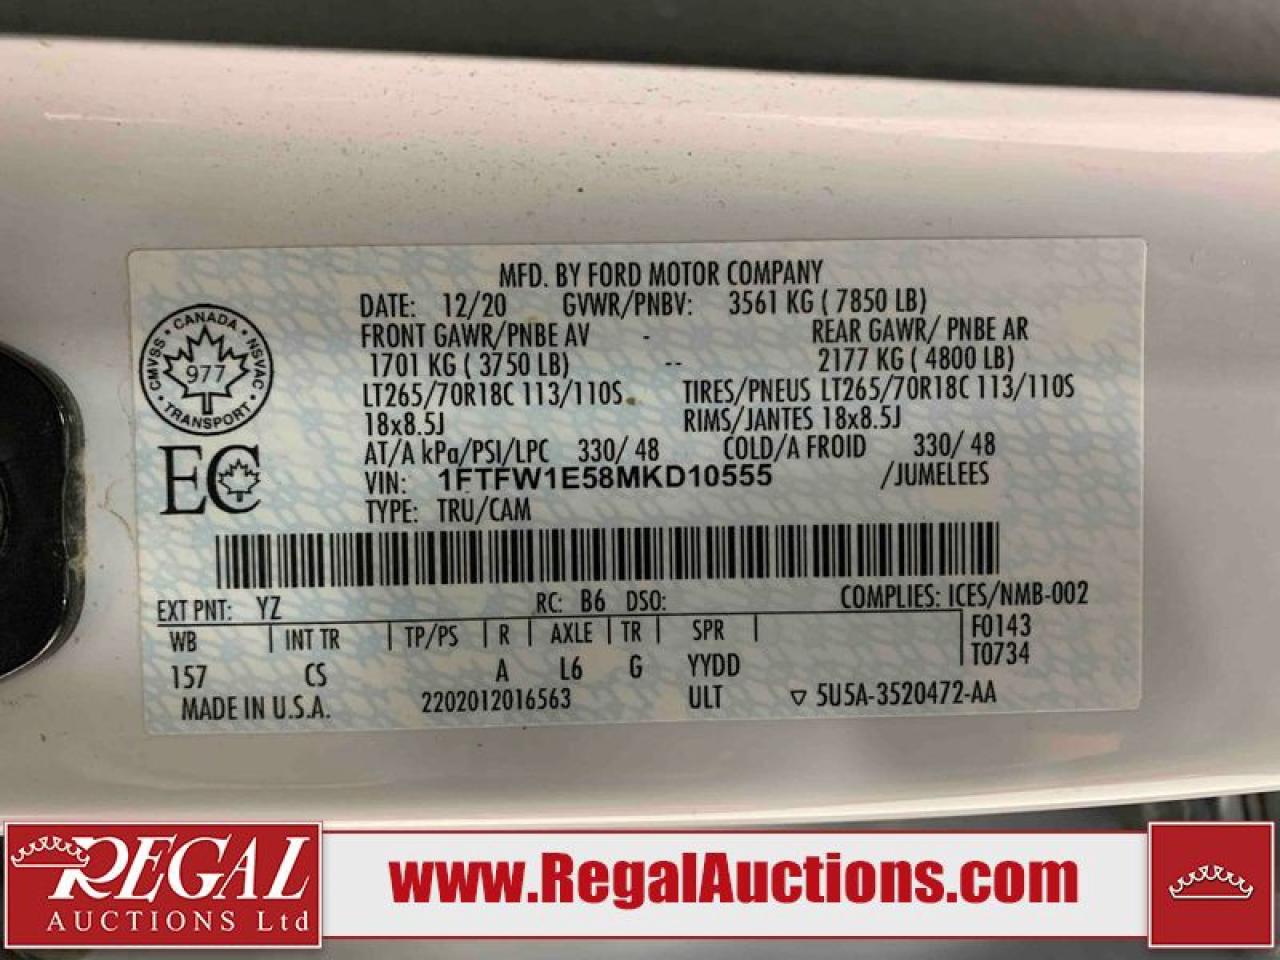 MFD. BY FORD MOTOR COMPANY
DATE: 12/20 GVWR/PNBV: 3561 KG ( 7850 LB)
FRONT GAWR/PNBE AV - REAR GAWR/ PNBE AR
1701 KG ( 3750 LB) -- 2177 KG ( 4800 LB)
LT265/70R18C 113/110S TIRES/PNEUS LT265/70R18C 113/110S
18x8.5J RIMS/JANTES 18x8.5J
AT/A kPa/PSI/LPC 330/ 48 COLD/A FROID 330/ 48
VIN: 1FTFW1E58MKD10555 /JUMELEES
TYPE: TRU/CAM
CANADA
CMVSS · NSVAC
977
TRANSPORT
EC
EXT PNT: YZ RC: B6 DSO: COMPLIES: ICES/NMB-002
WB | INT TR | TP/PS | R | AXLE | TR | SPR | F0143
157 CS A L6 G YYDD T0734
MADE IN U.S.A. 2202012016563 ULT ▽ 5U5A-3520472-AA
REGAL
AUCTIONS Ltd
www.RegalAuctions.com